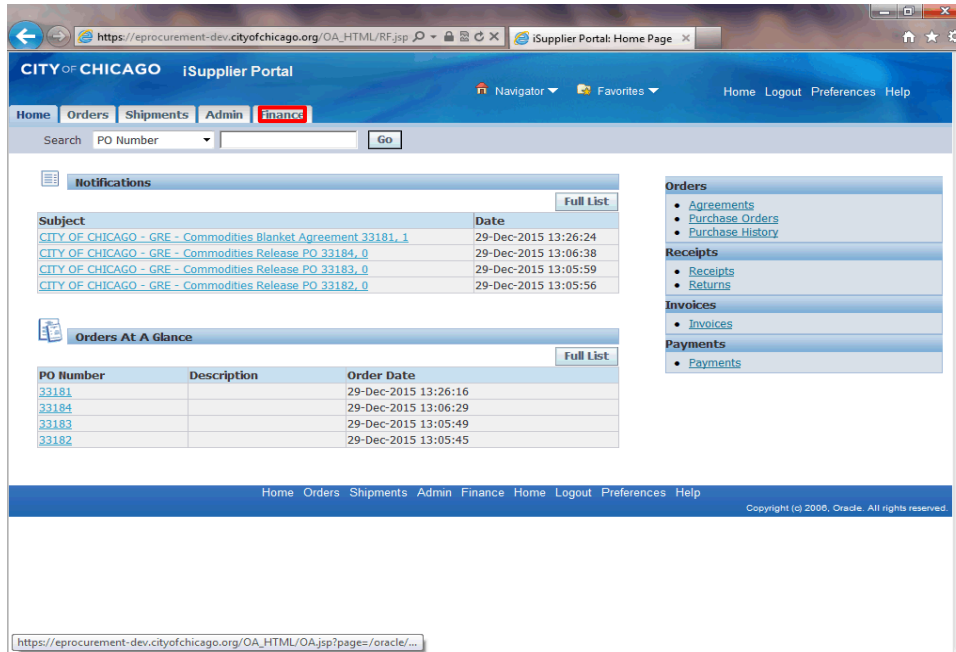 https://eprocurement-dev.cityofchicago.org/OA_HTML/RF.jsp
iSupplier Portal: Home Page
CITY OF CHICAGO iSupplier Portal
Navigator Favorites Home Logout Preferences Help
Home Orders Shipments Admin Finance
Search PO Number Go
Notifications
Full List
Subject Date
CITY OF CHICAGO - GRE - Commodities Blanket Agreement 33181, 1 29-Dec-2015 13:26:24
CITY OF CHICAGO - GRE - Commodities Release PO 33184, 0 29-Dec-2015 13:06:38
CITY OF CHICAGO - GRE - Commodities Release PO 33183, 0 29-Dec-2015 13:05:59
CITY OF CHICAGO - GRE - Commodities Release PO 33182, 0 29-Dec-2015 13:05:56
Orders At A Glance
Full List
PO Number Description Order Date
33181 29-Dec-2015 13:26:16
33184 29-Dec-2015 13:06:29
33183 29-Dec-2015 13:05:49
33182 29-Dec-2015 13:05:45
Orders
Agreements
Purchase Orders
Purchase History
Receipts
Receipts
Returns
Invoices
Invoices
Payments
Payments
Home Orders Shipments Admin Finance Home Logout Preferences Help
Copyright (c) 2006, Oracle. All rights reserved.
https://eprocurement-dev.cityofchicago.org/OA_HTML/OA.jsp?page=/oracle/...